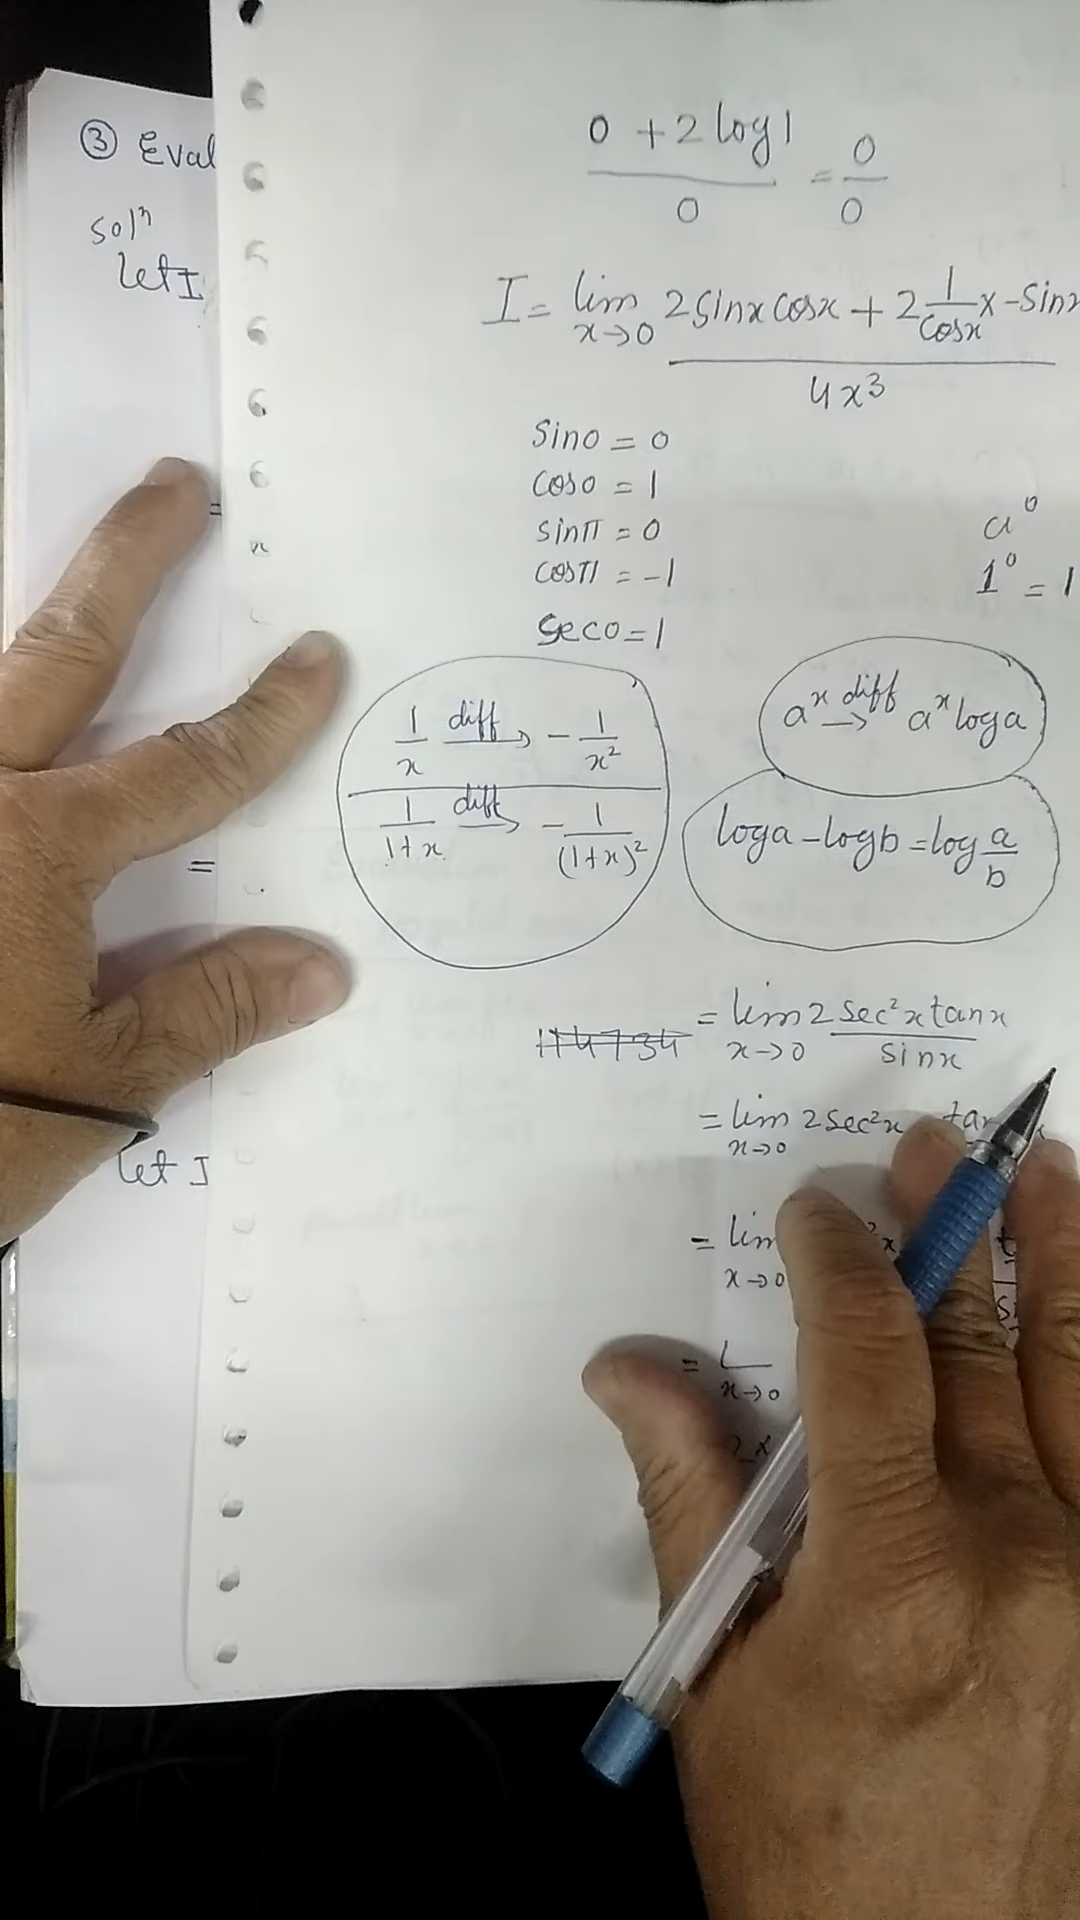 ③ Eval
solⁿ
let I
=
=
let I
0 + 2 log 1 / 0 = 0 / 0
I = lim x→0 2 sinx cosx + 2 1/cosx x -sinx / 4x³
sin0 = 0
cos0 = 1
sinπ = 0
cosπ = -1
sec0 = 1
a⁰
1⁰ = 1
1/x diff → - 1/x²
1/1+x diff → - 1/(1+x)²
aˣ diff → aˣ log a
log a - log b = log a/b
= lim x→0 2 sec²x tanx / sinx
= lim x→0 2 sec²x
= lim x→0
= L x→0